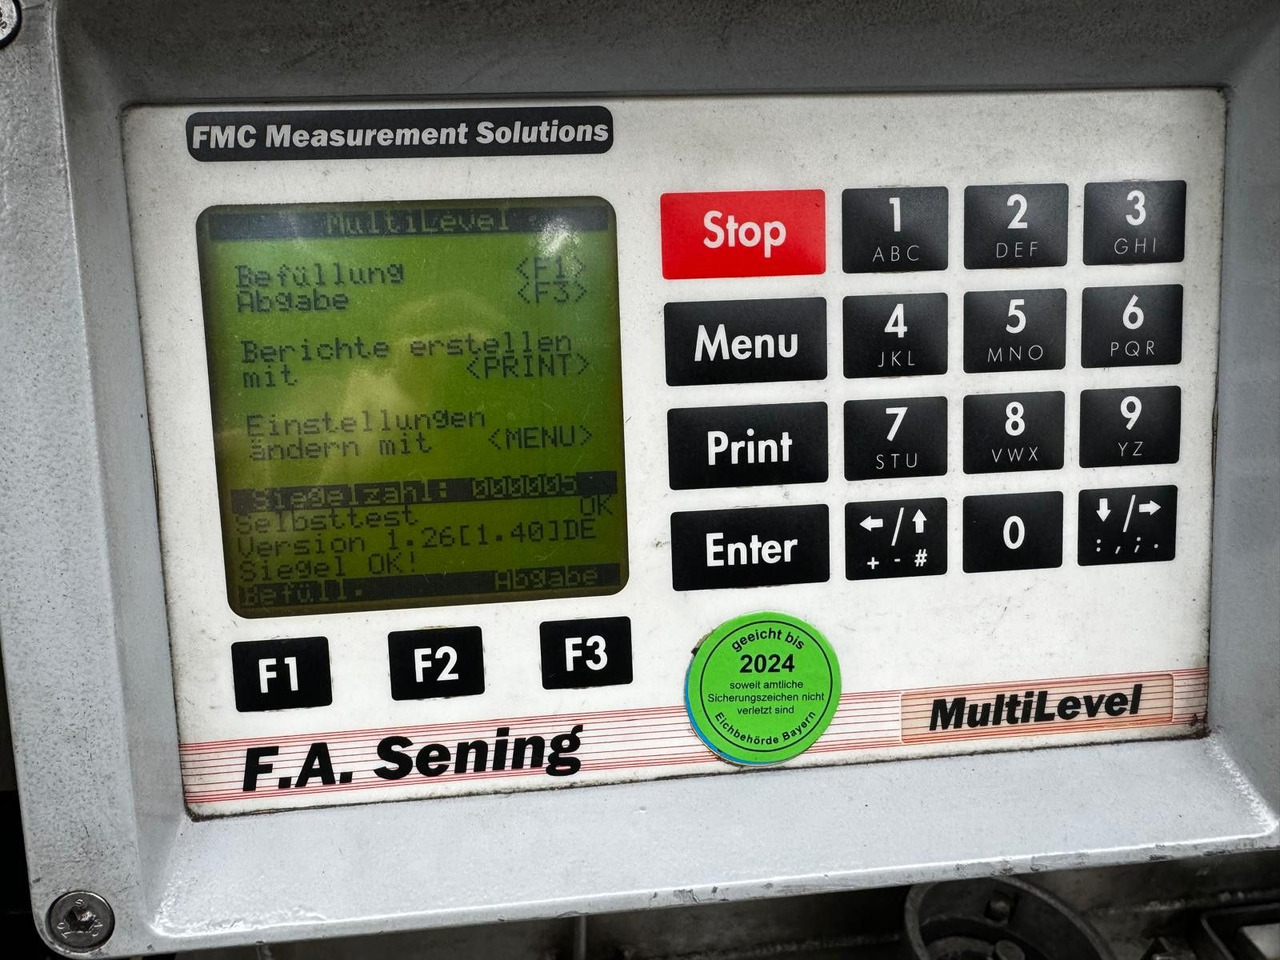 FMC Measurement Solutions
MultiLevel
Befüllung <F1>
Abgabe <F3>
Berichte erstellen
mit <PRINT>
Einstellungen
ändern mit <MENU>
Siegelzahl: 000005
Selbsttest OK
Version 1.26[1.40]DE
Siegel OK!
Befüll. Abgabe
Stop
1
ABC
2
DEF
3
GHI
Menu
4
JKL
5
MNO
6
PQR
Print
7
STU
8
VWX
9
YZ
Enter
←/↑
+ - #
0
↓/→
: , ; .
F1
F2
F3
geeicht bis
2024
soweit amtliche
Sicherungszeichen nicht
verletzt sind
Eichbehörde Bayern
F.A. Sening
MultiLevel